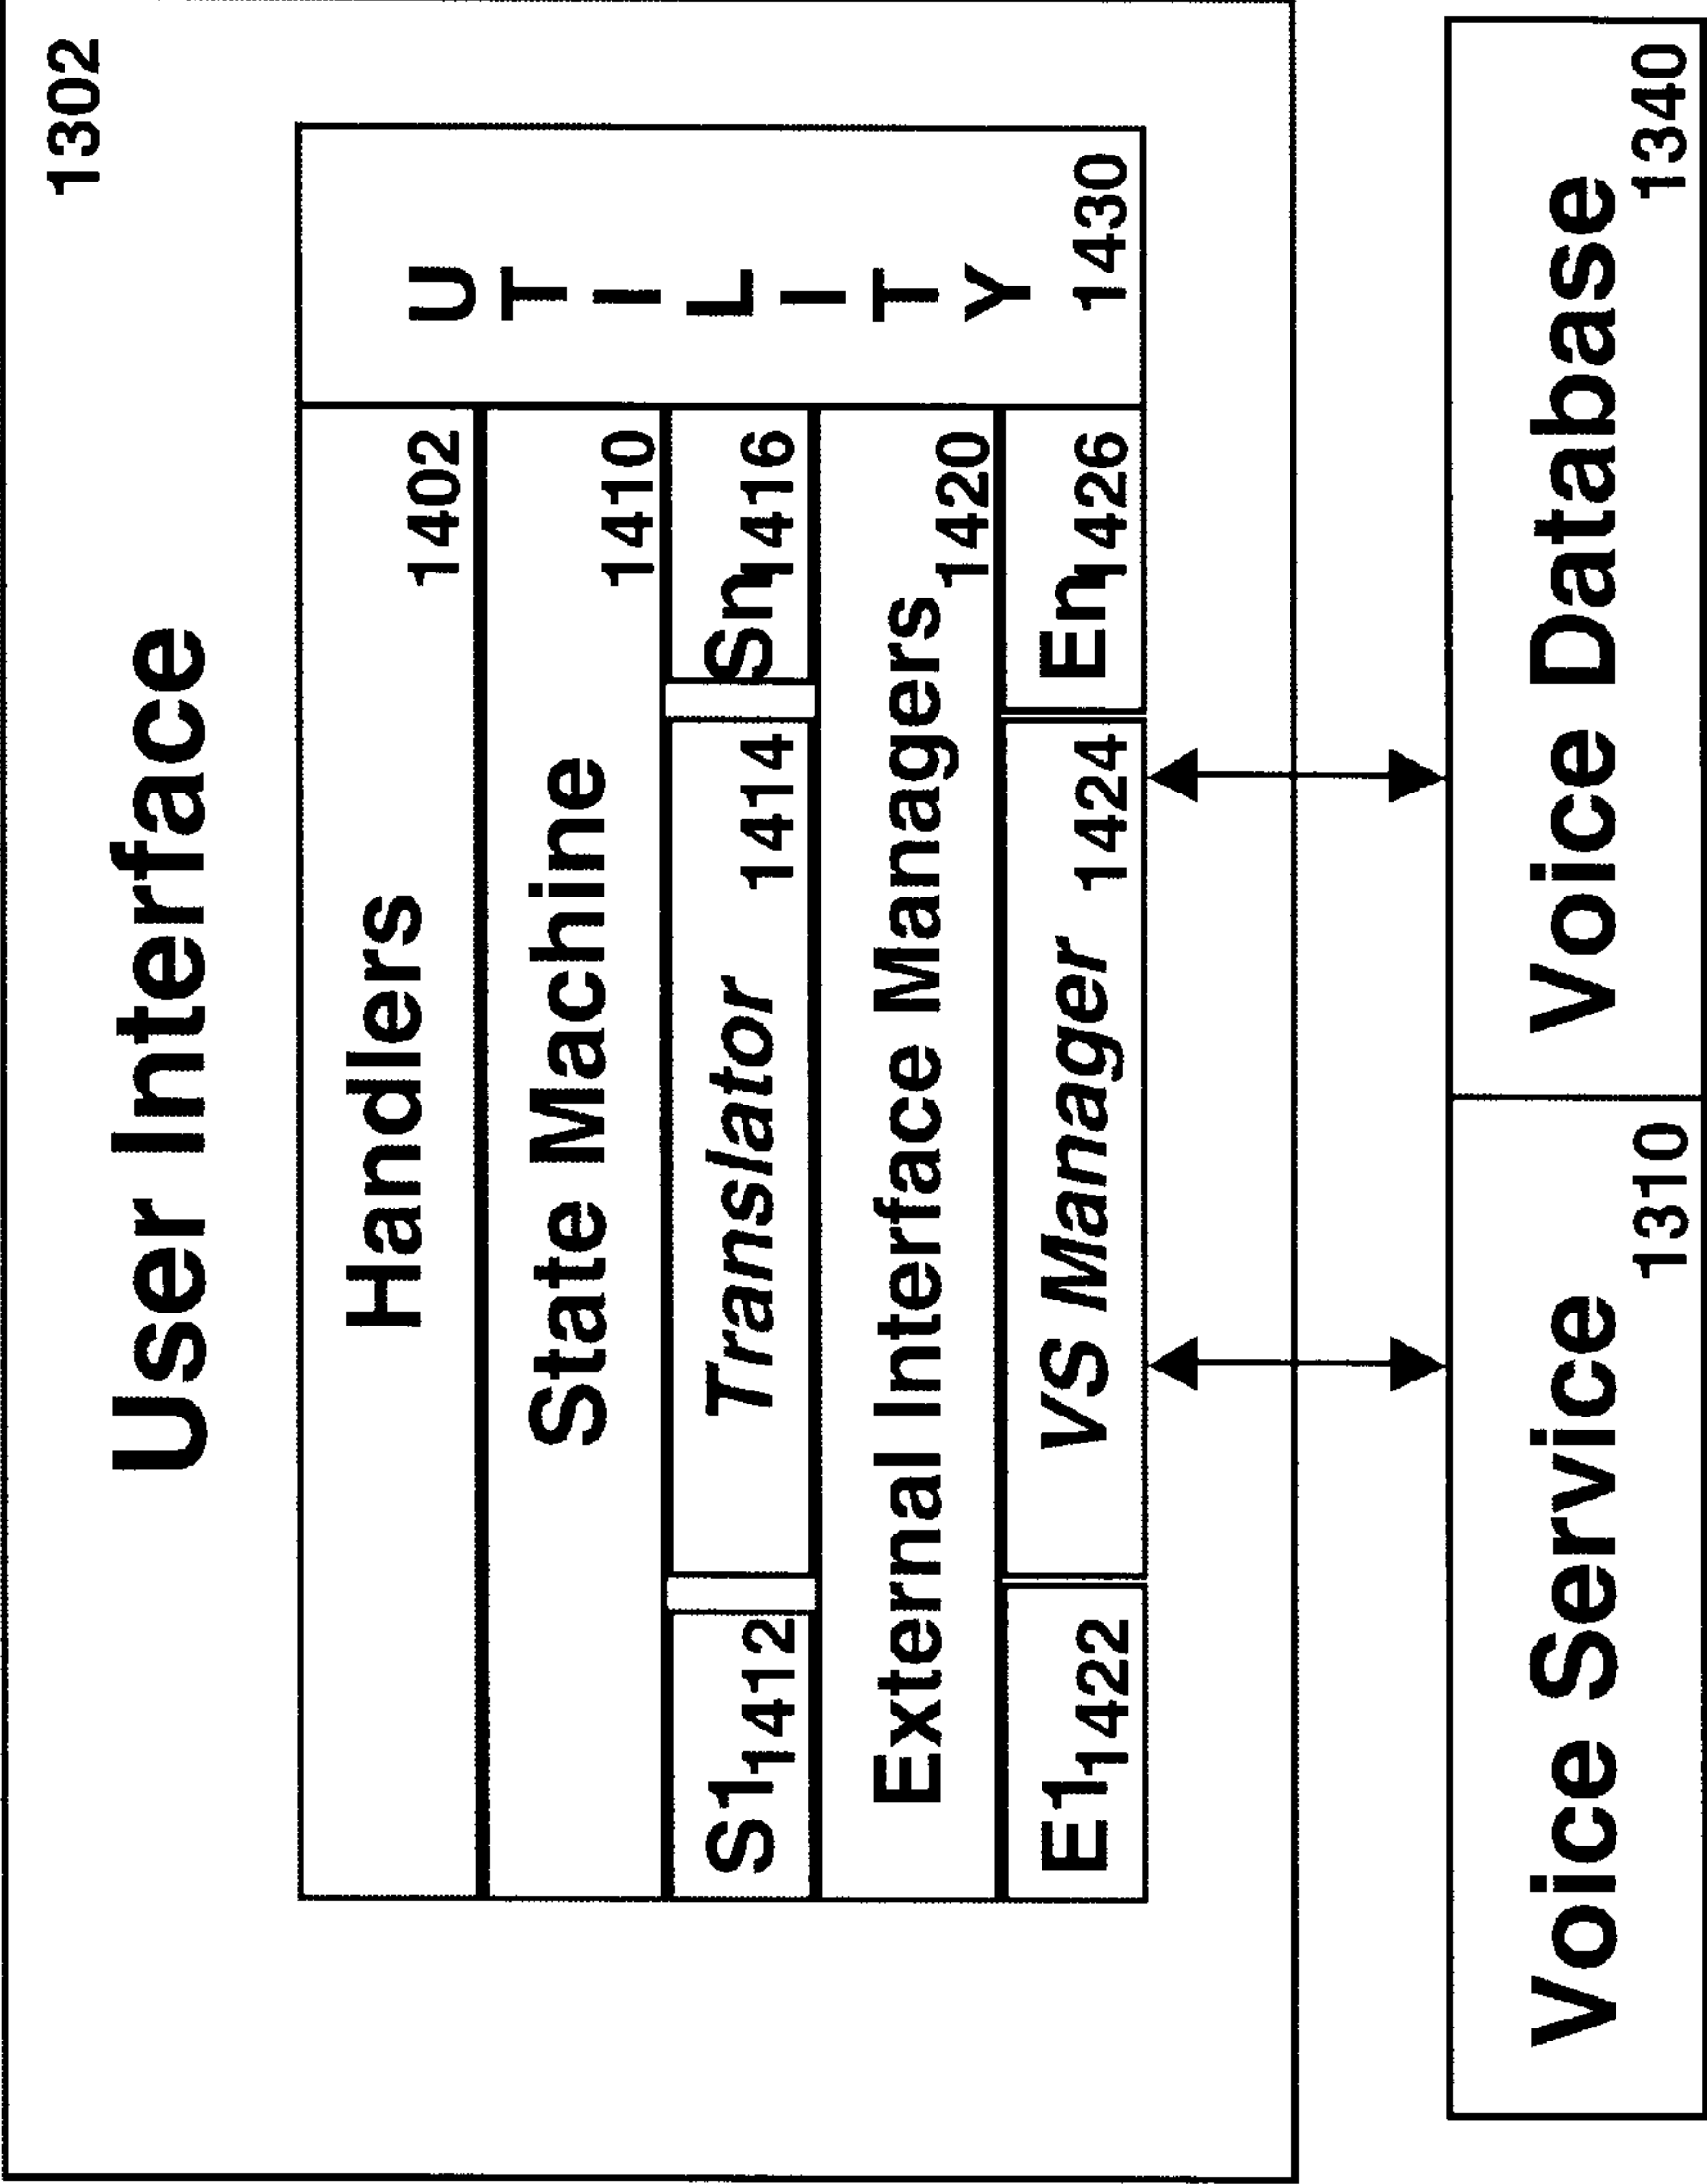 1302
User Interface
Handlers
1402
State Machine
1410
S1 1412
Translator 1414
Sn 1416
External Interface Managers
1420
E1 1422
VS Manager 1424
En 1426
U
T
I
L
I
T
Y
1430
Voice Service
1310
Voice Database
1340